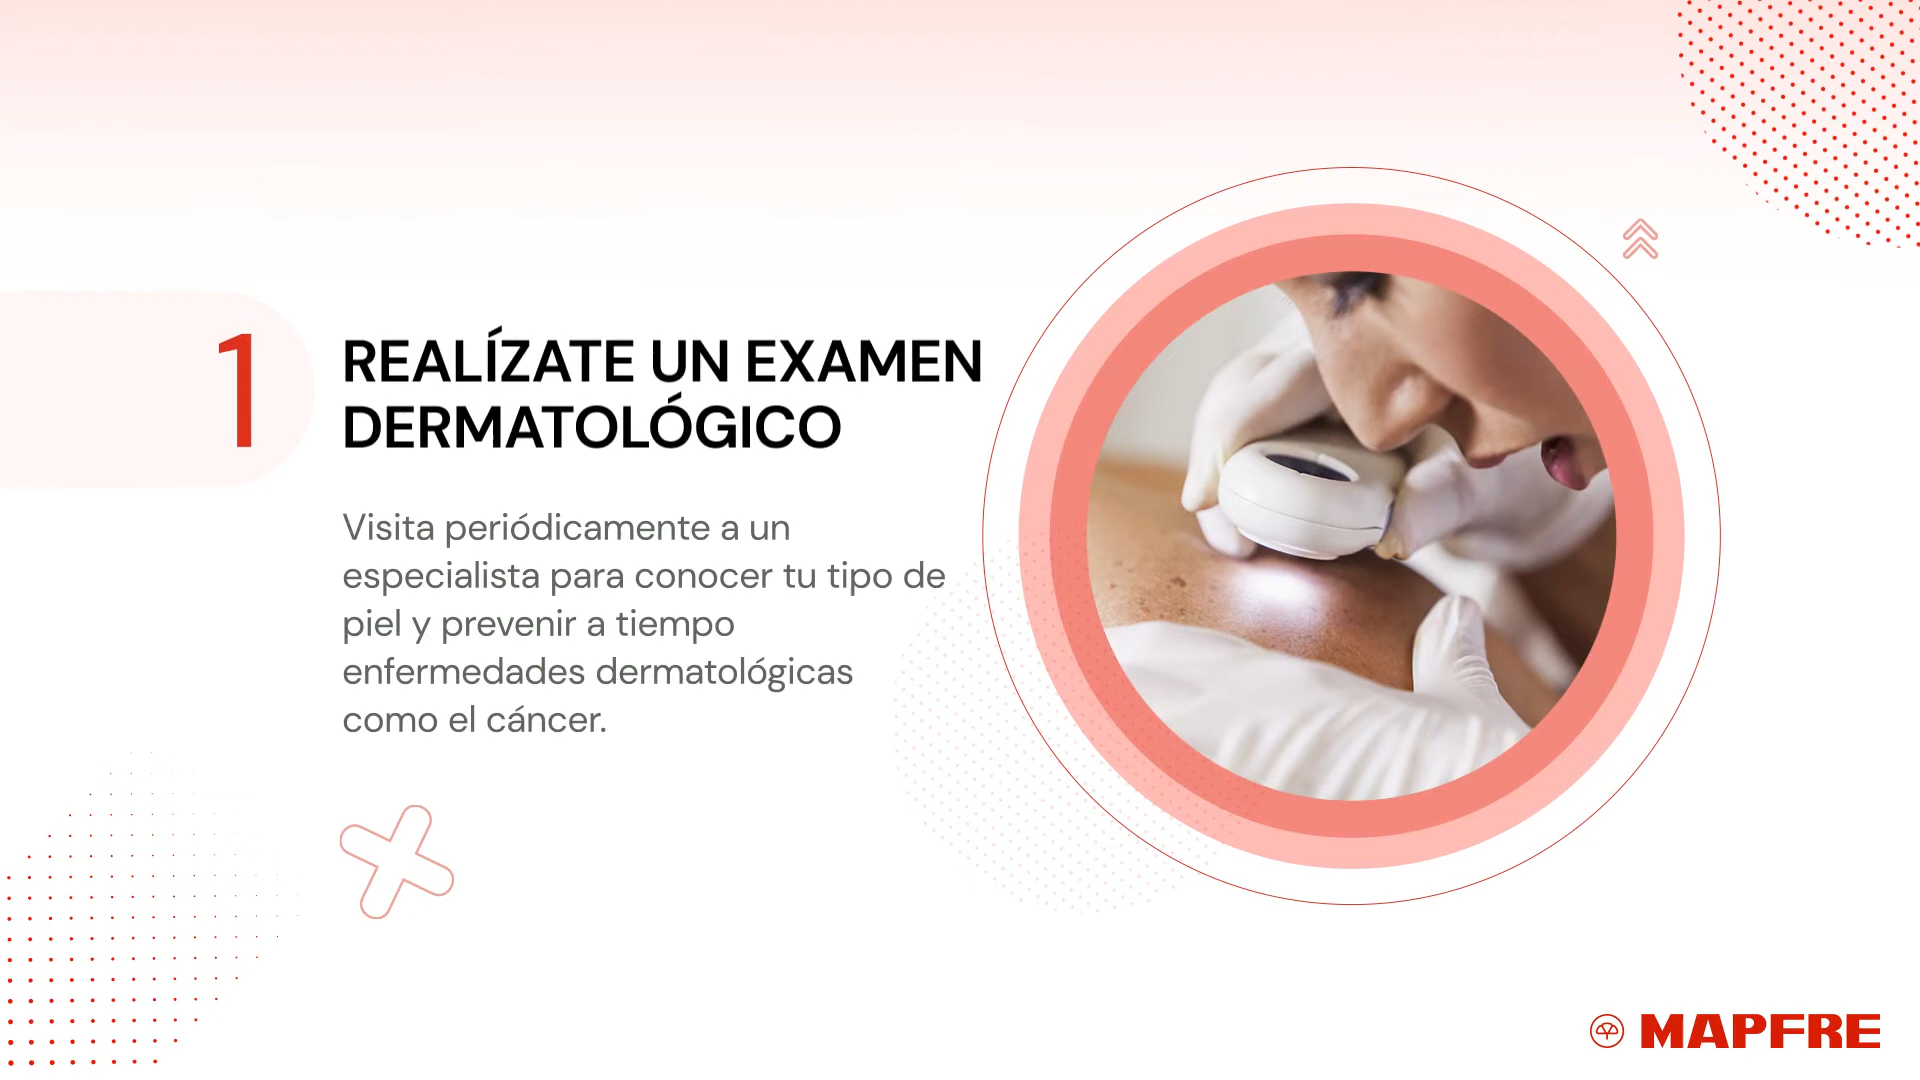 1
REALÍZATE UN EXAMEN
DERMATOLÓGICO
Visita periódicamente a un
especialista para conocer tu tipo de
piel y prevenir a tiempo
enfermedades dermatológicas
como el cáncer.
MAPFRE